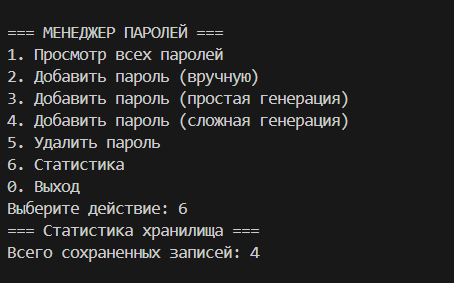 === МЕНЕДЖЕР ПАРОЛЕЙ ===
1. Просмотр всех паролей
2. Добавить пароль (вручную)
3. Добавить пароль (простая генерация)
4. Добавить пароль (сложная генерация)
5. Удалить пароль
6. Статистика
0. Выход
Выберите действие: 6
=== Статистика хранилища ===
Всего сохраненных записей: 4